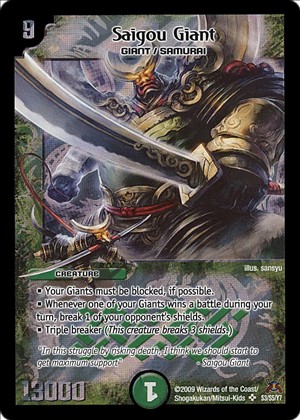 9
Saigou Giant
GIANT / SAMURAI
illus. sansyu
CREATURE
▪ Your Giants must be blocked, if possible.
▪ Whenever one of your Giants wins a battle during your
turn, break 1 of your opponent's shields.
▪ Triple breaker (This creature breaks 3 shields.)
"In this struggle by risking death, I think we should start to
get maximum support" - Saigou Giant
13000
1
©2009 Wizards of the Coast/
Shogakukan/Mitsui-Kids
S3/S5/Y7